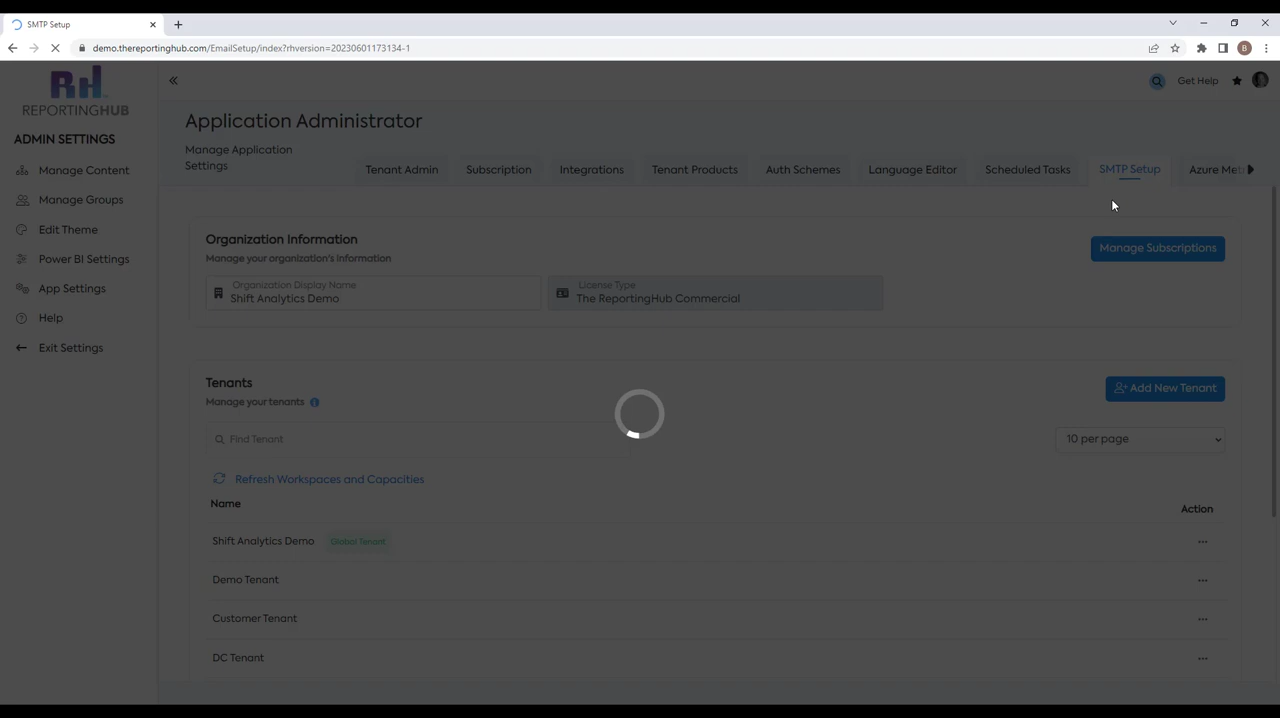 SMTP Setup
demo.thereportinghub.com/EmailSetup/index?rhversion=20230601173134-1
B
RH
REPORTINGHUB
ADMIN SETTINGS
Manage Content
Manage Groups
Edit Theme
Power BI Settings
App Settings
Help
Exit Settings
Get Help
Application Administrator
Manage Application
Settings
Tenant Admin
Subscription
Integrations
Tenant Products
Auth Schemes
Language Editor
Scheduled Tasks
SMTP Setup
Azure Met
Organization Information
Manage your organization's information
Manage Subscriptions
Organization Display Name
Shift Analytics Demo
License Type
The ReportingHub Commercial
Tenants
Manage your tenants
Add New Tenant
Find Tenant
10 per page
Refresh Workspaces and Capacities
Name
Action
Shift Analytics Demo Global Tenant
Demo Tenant
Customer Tenant
DC Tenant